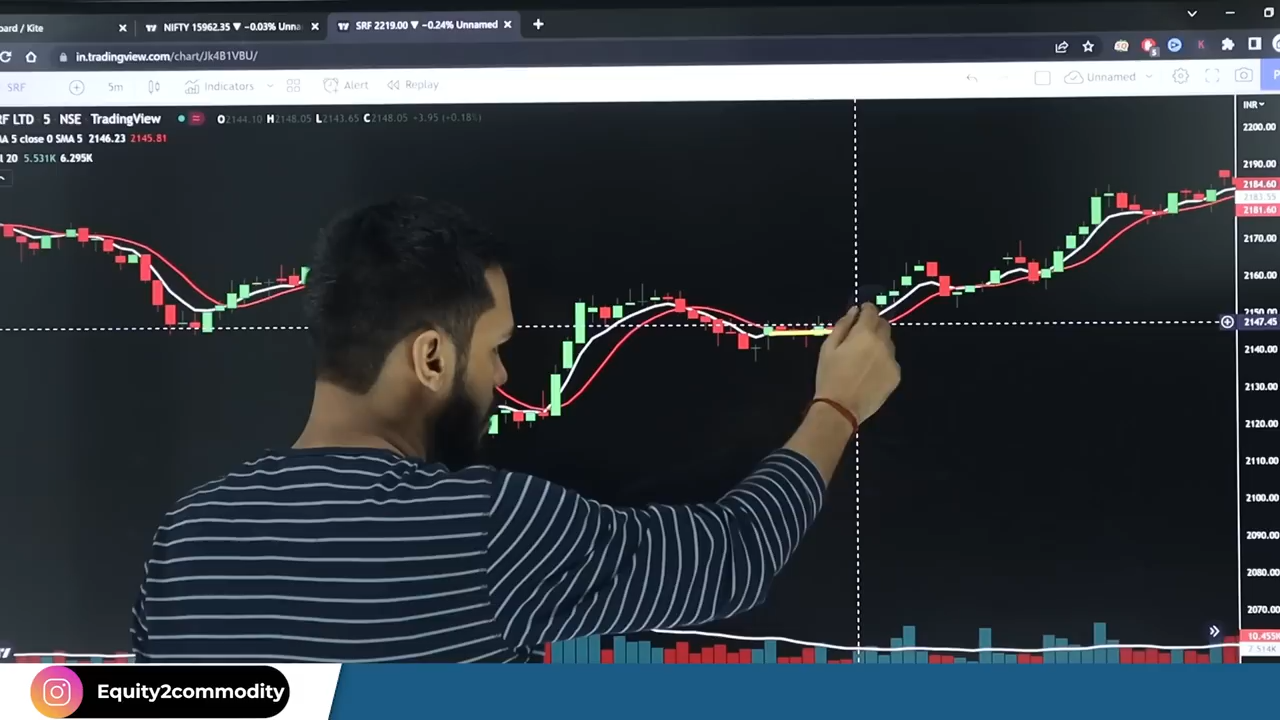 oard / Kite
NIFTY 15962.35 ▼ −0.03% Unna
SRF 2219.00 ▼ −0.24% Unnamed
in.tradingview.com/chart/Jk4B1VBU/
SRF
5m
Indicators
Alert
Replay
Unnamed
P
RF LTD 5 NSE TradingView
O2144.10 H2148.05 L2143.65 C2148.05 +3.95 (+0.18%)
MA 5 close 0 SMA 5 2146.23 2145.81
l 20 5.531K 6.295K
INR
2200.00
2190.00
2184.60
2183.55
2181.60
2170.00
2160.00
2150.00
2147.45
2140.00
2130.00
2120.00
2110.00
2100.00
2090.00
2080.00
2070.00
10.455K
7.514K
Equity2commodity